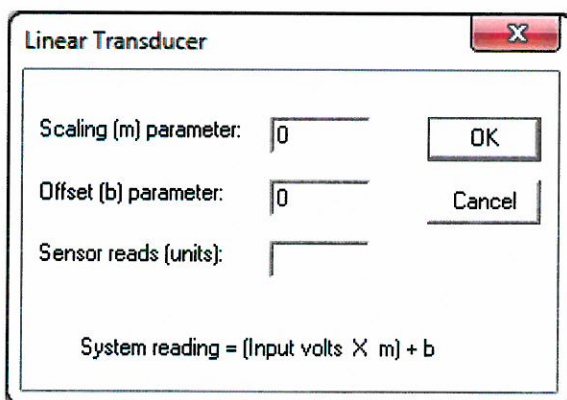 Linear Transducer
Scaling (m) parameter: 0
OK
Offset (b) parameter: 0
Cancel
Sensor reads (units):
System reading = (Input volts X m) + b